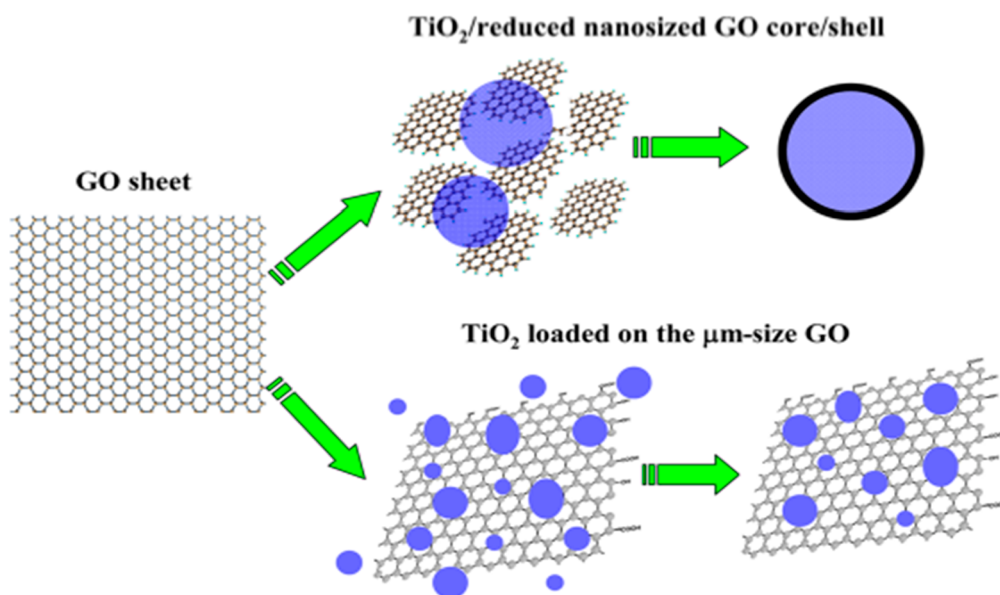 TiO₂/reduced nanosized GO core/shell
GO sheet
TiO₂ loaded on the μm-size GO